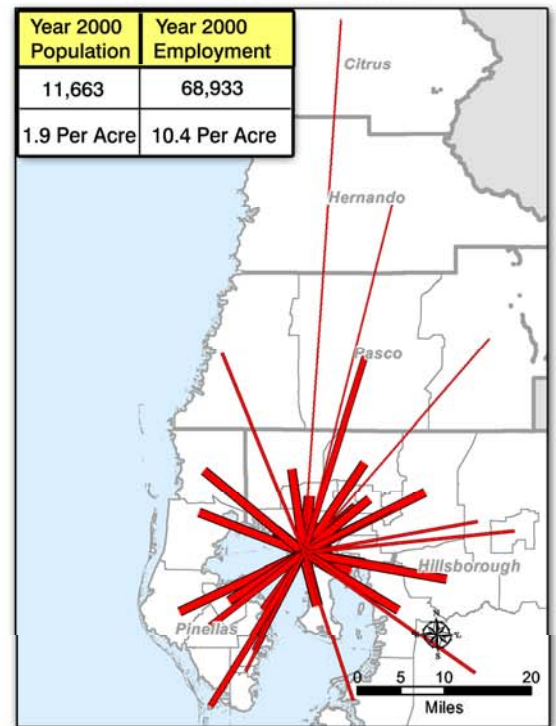 Year 2000 Population
Year 2000 Employment
11,663
68,933
1.9 Per Acre
10.4 Per Acre
Citrus
Hernando
Pasco
Hillsborough
Pinellas
N
S
0 5 10 20
Miles